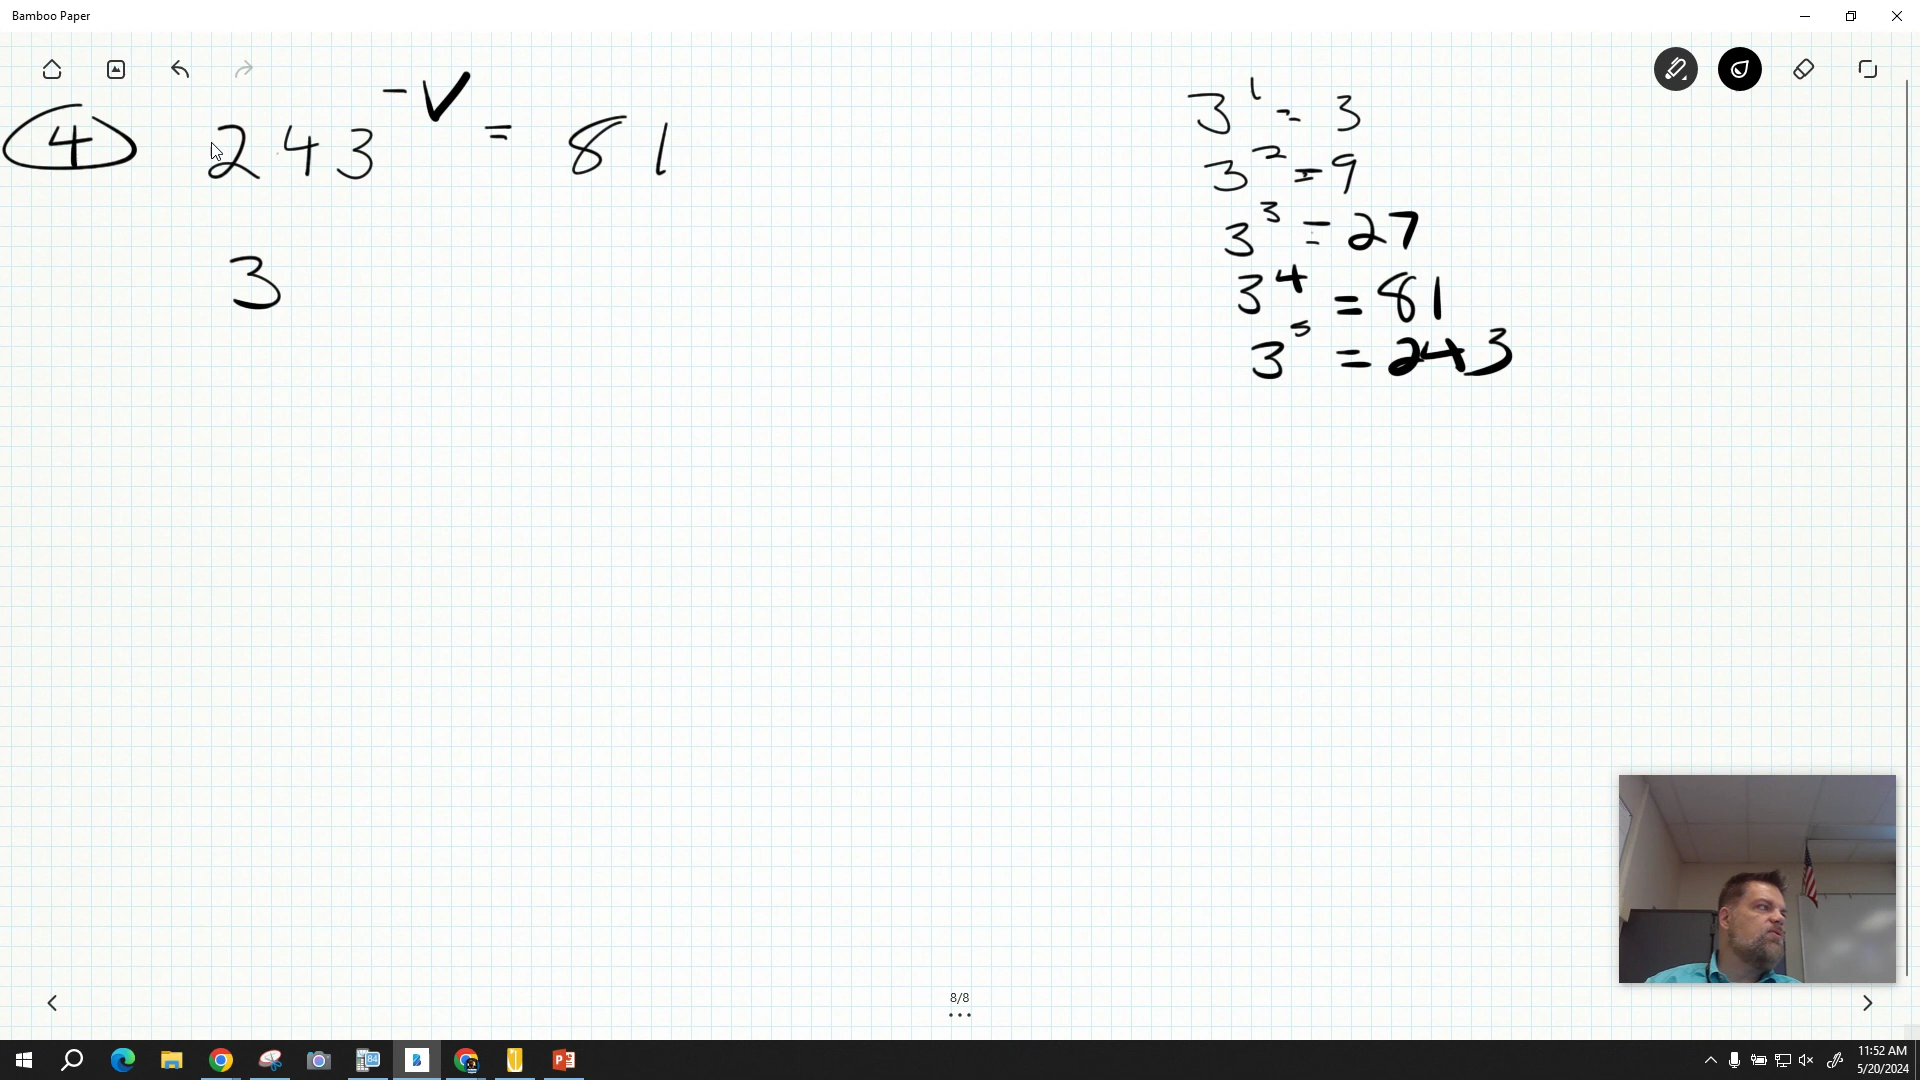 Bamboo Paper
④ 243^-v = 81
3
3^1 = 3
3^2 = 9
3^3 = 27
3^4 = 81
3^5 = 243
8/8
84
11:52 AM
5/20/2024